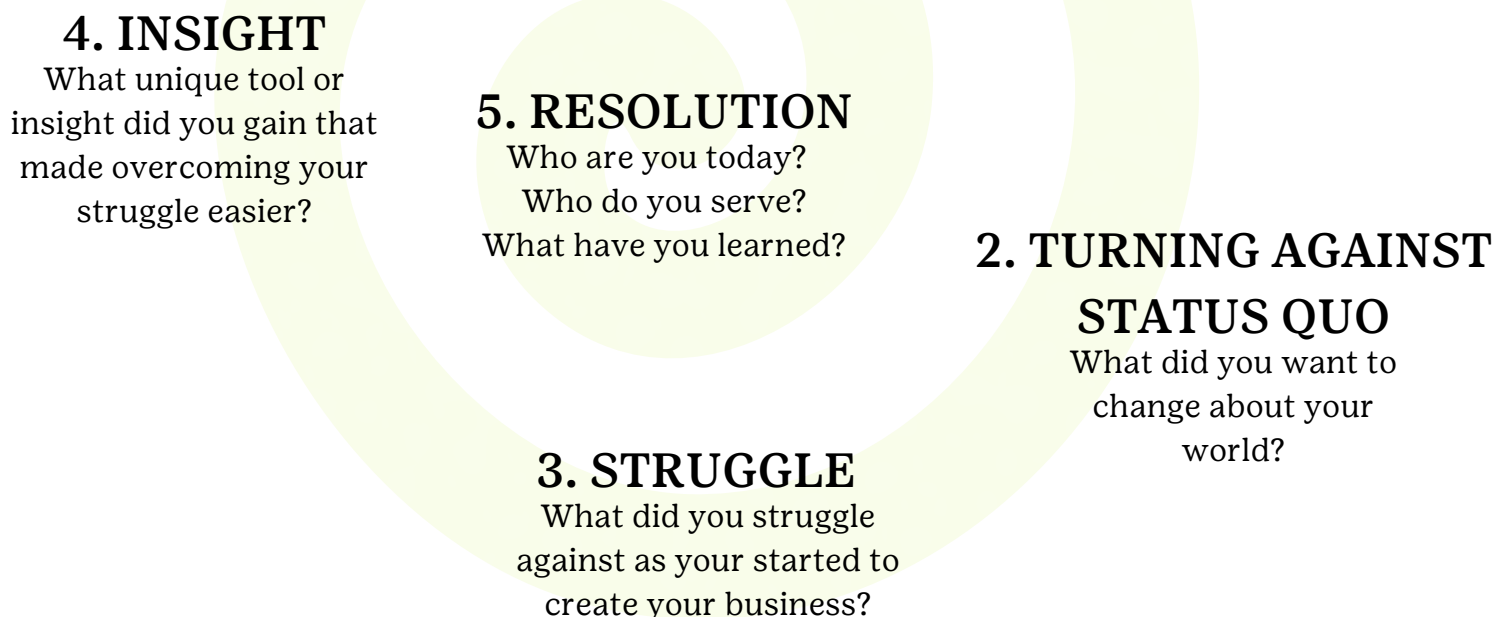 4. INSIGHT
What unique tool or
insight did you gain that
made overcoming your
struggle easier?
5. RESOLUTION
Who are you today?
Who do you serve?
What have you learned?
2. TURNING AGAINST
STATUS QUO
What did you want to
change about your
world?
3. STRUGGLE
What did you struggle
against as your started to
create your business?